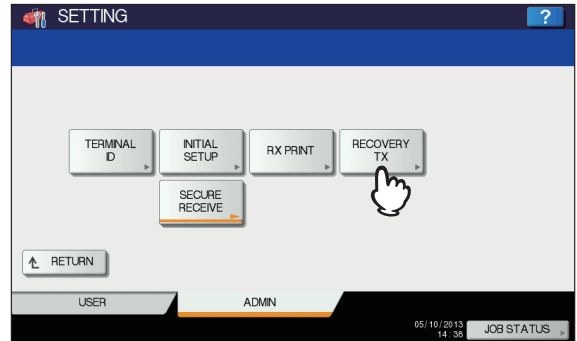 SETTING
?
TERMINAL
ID
INITIAL
SETUP
RX PRINT
RECOVERY
TX
SECURE
RECEIVE
RETURN
USER
ADMIN
05/10/2013
14:36
JOB STATUS